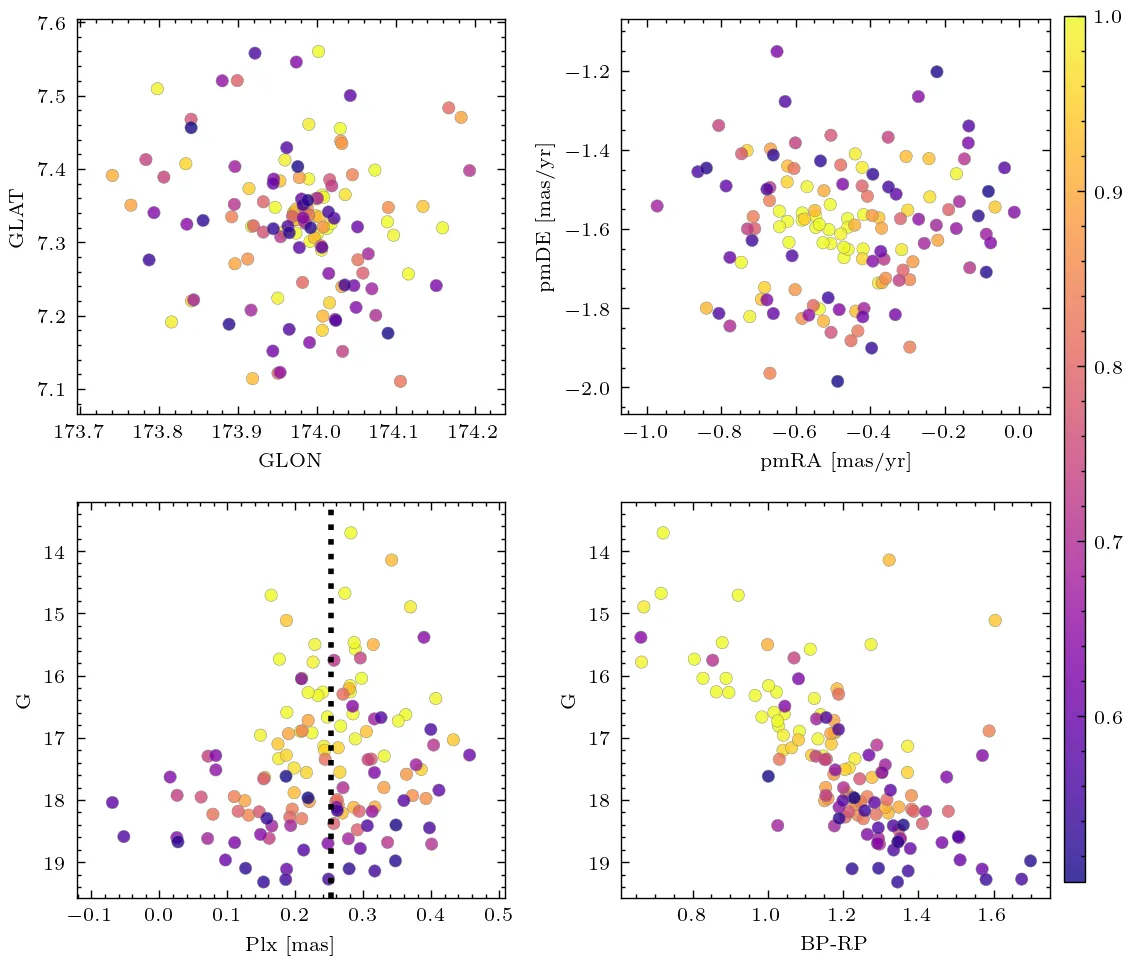 7.6
7.5
7.4
7.3
7.2
7.1
GLAT
173.7 173.8 173.9 174.0 174.1 174.2
GLON
−1.2
−1.4
−1.6
−1.8
−2.0
pmDE [mas/yr]
−1.0 −0.8 −0.6 −0.4 −0.2 0.0
pmRA [mas/yr]
1.0
0.9
0.8
0.7
0.6
14
15
16
17
18
19
G
−0.1 0.0 0.1 0.2 0.3 0.4 0.5
Plx [mas]
14
15
16
17
18
19
G
0.8 1.0 1.2 1.4 1.6
BP-RP